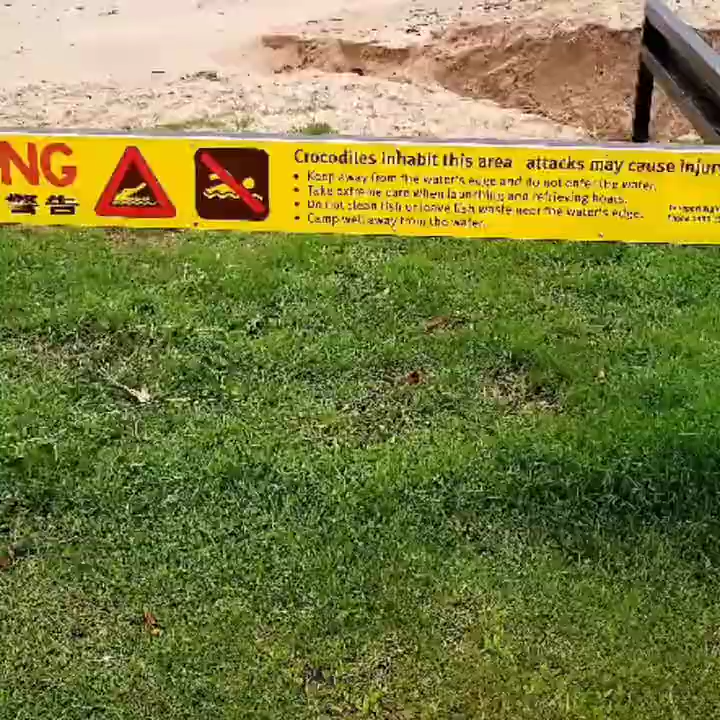 NG
警告
Crocodiles inhabit this area attacks may cause injury
• Keep away from the water's edge and do not enter the water.
• Take extreme care when launching and retrieving boats.
• Do not clean fish or leave fish waste near the water's edge.
• Camp well away from the water.